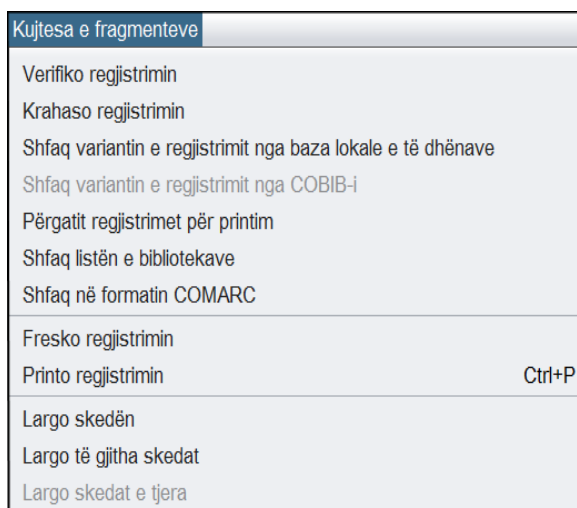 Kujtesa e fragmenteve
Verifiko regjistrimin
Krahaso regjistrimin
Shfaq variantin e regjistrimit nga baza lokale e të dhënave
Shfaq variantin e regjistrimit nga COBIB-i
Përgatit regjistrimet për printim
Shfaq listën e bibliotekave
Shfaq në formatin COMARC
Fresko regjistrimin
Printo regjistrimin Ctrl+P
Largo skedën
Largo të gjitha skedat
Largo skedat e tjera